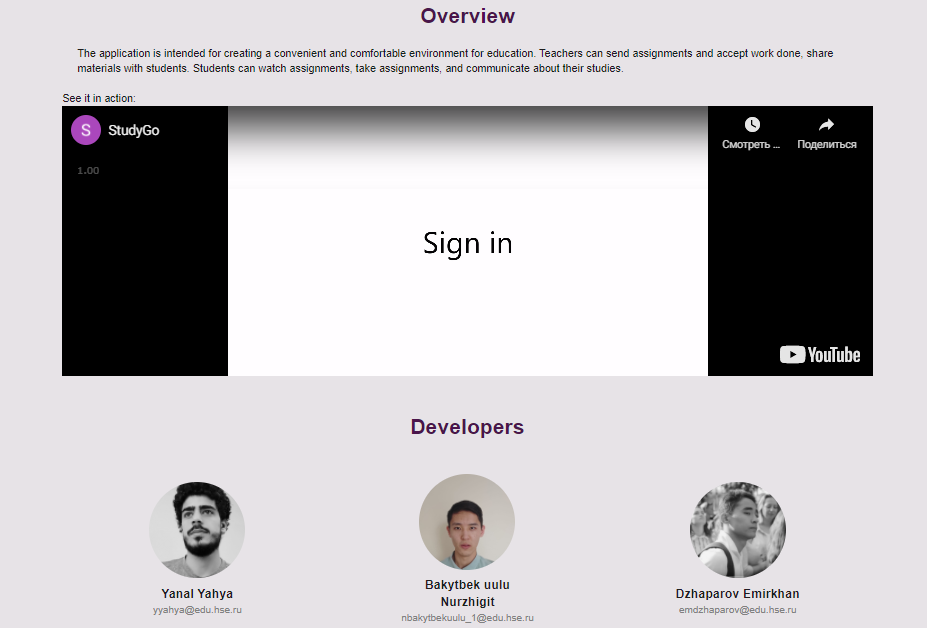 Overview
The application is intended for creating a convenient and comfortable environment for education. Teachers can send assignments and accept work done, share
materials with students. Students can watch assignments, take assignments, and communicate about their studies.
See it in action:
S StudyGo
Смотреть ... Поделиться
1.00
Sign in
YouTube
Developers
Yanal Yahya
yyahya@edu.hse.ru
Bakytbek uulu
Nurzhigit
nbakytbekuulu_1@edu.hse.ru
Dzhaparov Emirkhan
emdzhaparov@edu.hse.ru